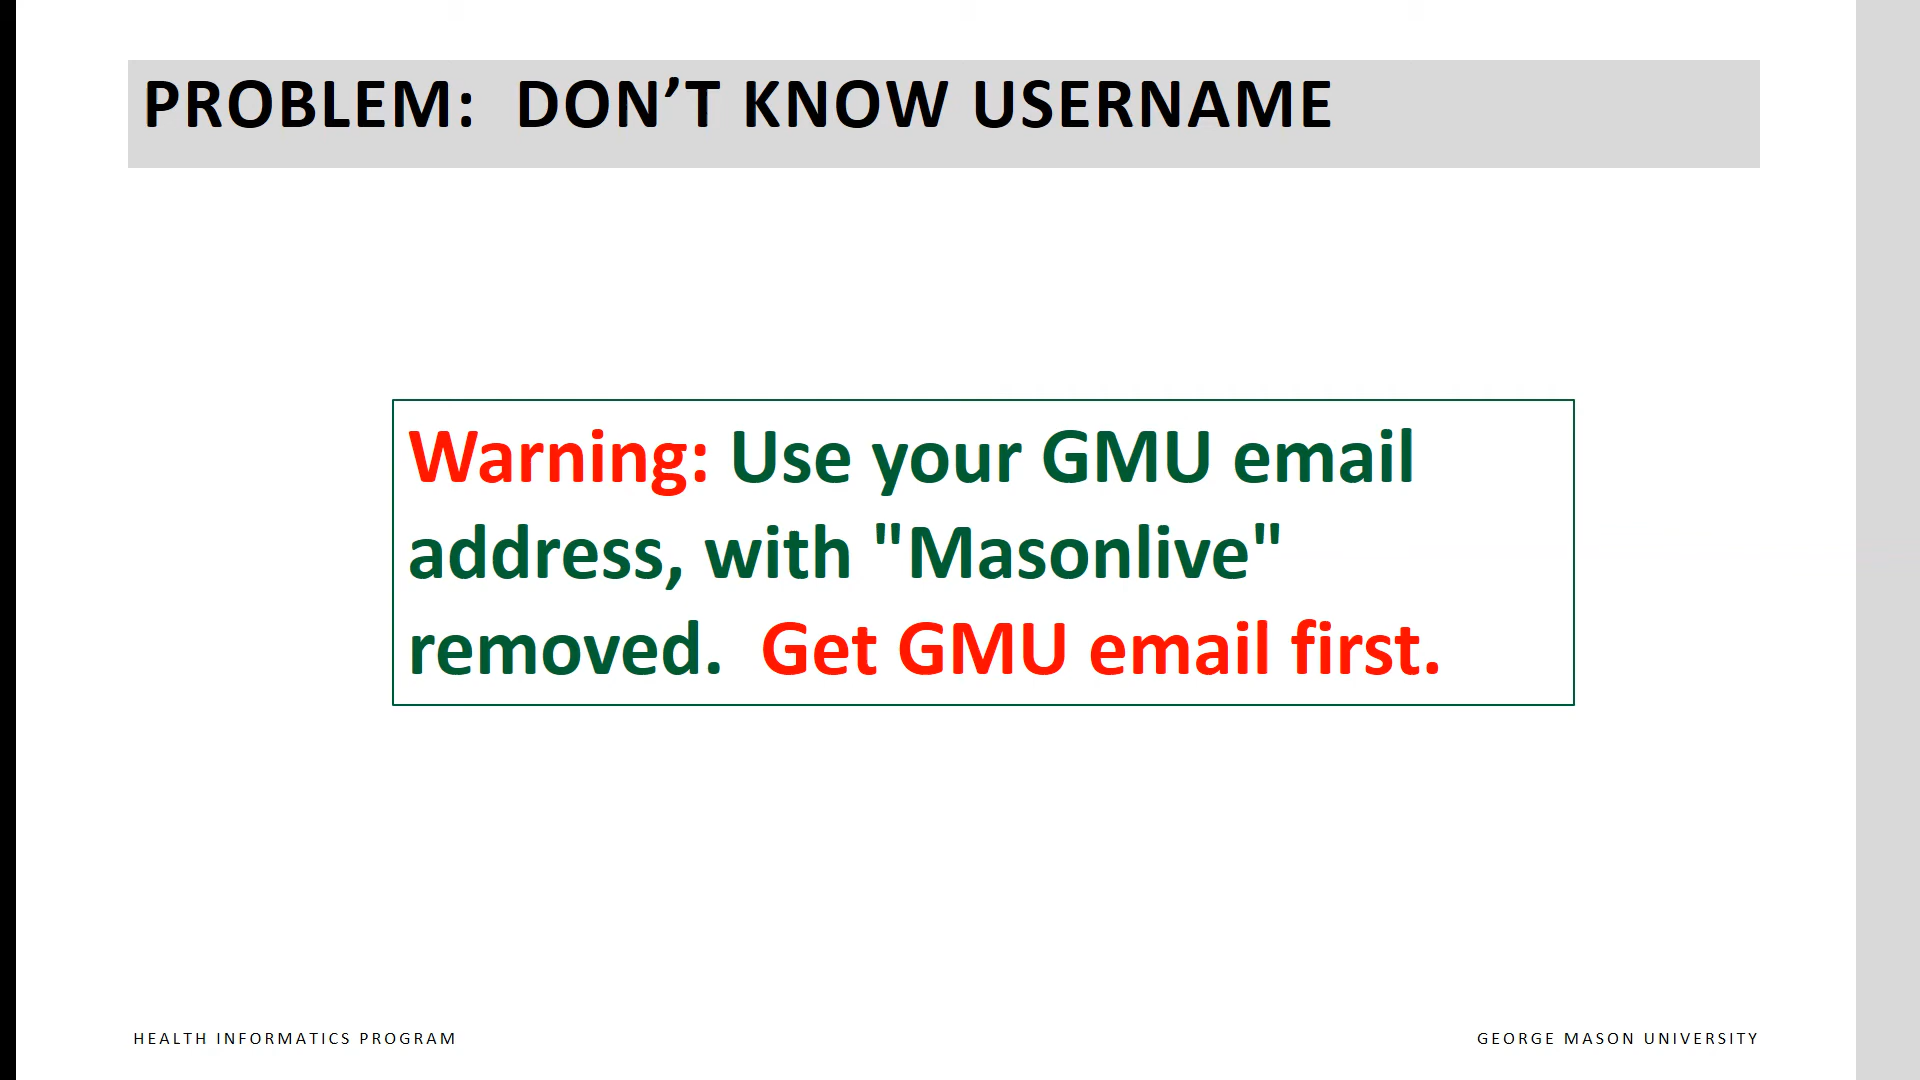 PROBLEM:  DON’T KNOW USERNAME
Warning: Use your GMU email
address, with "Masonlive"
removed.  Get GMU email first.
HEALTH INFORMATICS PROGRAM
GEORGE MASON UNIVERSITY